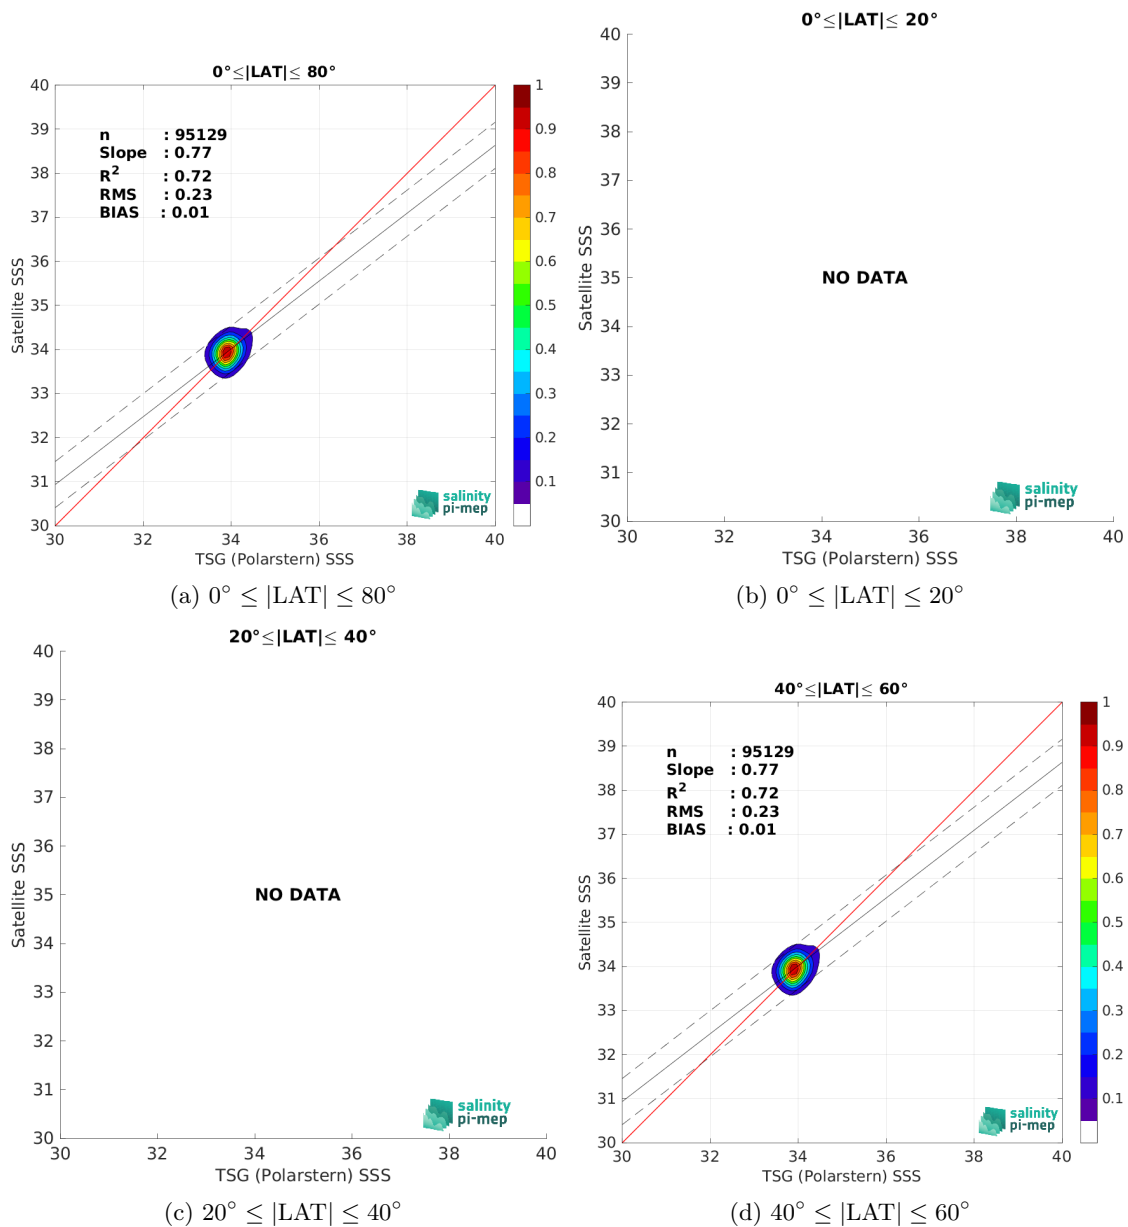 0°≤|LAT|≤ 80°
40
39
38
37
36
35
34
33
32
31
30
Satellite SSS
n : 95129
Slope : 0.77
R² : 0.72
RMS : 0.23
BIAS : 0.01
salinity
pi-mep
30 32 34 36 38 40
TSG (Polarstern) SSS
1
0.9
0.8
0.7
0.6
0.5
0.4
0.3
0.2
0.1
(a) 0° ≤ |LAT| ≤ 80°
0°≤|LAT|≤ 20°
40
39
38
37
36
35
34
33
32
31
30
Satellite SSS
NO DATA
salinity
pi-mep
30 32 34 36 38 40
TSG (Polarstern) SSS
(b) 0° ≤ |LAT| ≤ 20°
20°≤|LAT|≤ 40°
40
39
38
37
36
35
34
33
32
31
30
Satellite SSS
NO DATA
salinity
pi-mep
30 32 34 36 38 40
TSG (Polarstern) SSS
(c) 20° ≤ |LAT| ≤ 40°
40°≤|LAT|≤ 60°
40
39
38
37
36
35
34
33
32
31
30
Satellite SSS
n : 95129
Slope : 0.77
R² : 0.72
RMS : 0.23
BIAS : 0.01
salinity
pi-mep
30 32 34 36 38 40
TSG (Polarstern) SSS
1
0.9
0.8
0.7
0.6
0.5
0.4
0.3
0.2
0.1
(d) 40° ≤ |LAT| ≤ 60°